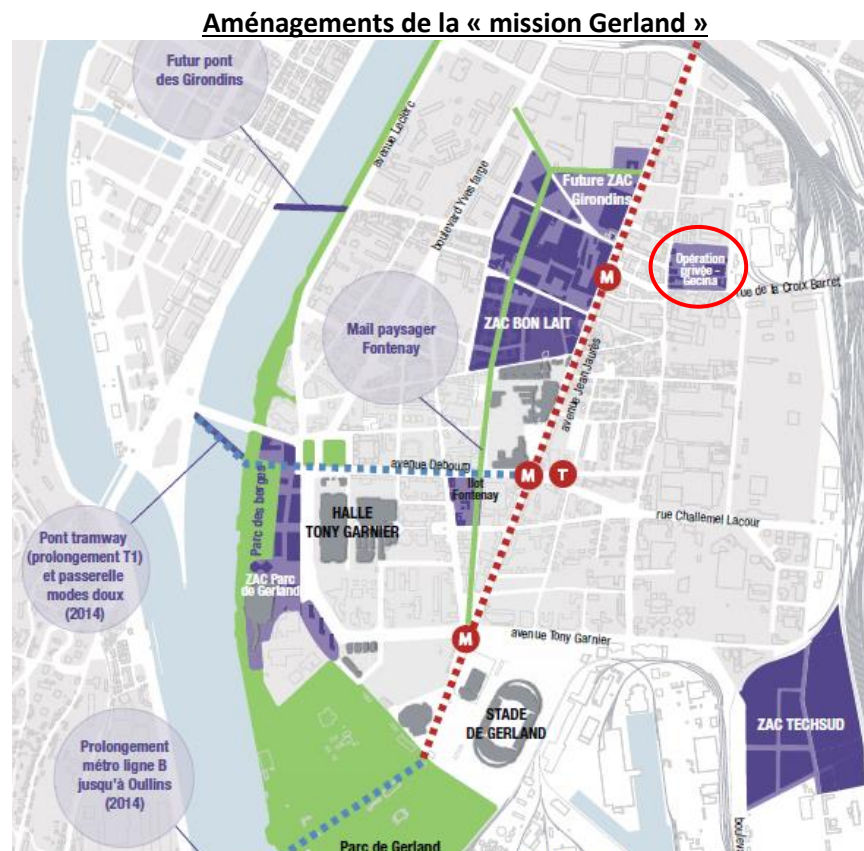 Aménagements de la « mission Gerland »
Futur pont
des Girondins
avenue Leclerc
boulevard Yves farge
Future ZAC
Girondins
Opération
privée -
Gecina
rue de la Croix Barret
M
ZAC BON LAIT
Mail paysager
Fontenay
avenue Jean Jaurès
avenue Debourg
M
T
Ilot
Fontenay
rue Challemel Lacour
HALLE
TONY GARNIER
Parc des berges
Pont tramway
(prolongement T1)
et passerelle
modes doux
(2014)
ZAC Parc
de Gerland
M
avenue Tony Garnier
STADE
DE GERLAND
ZAC TECHSUD
Prolongement
métro ligne B
jusqu'à Oullins
(2014)
Parc de Gerland